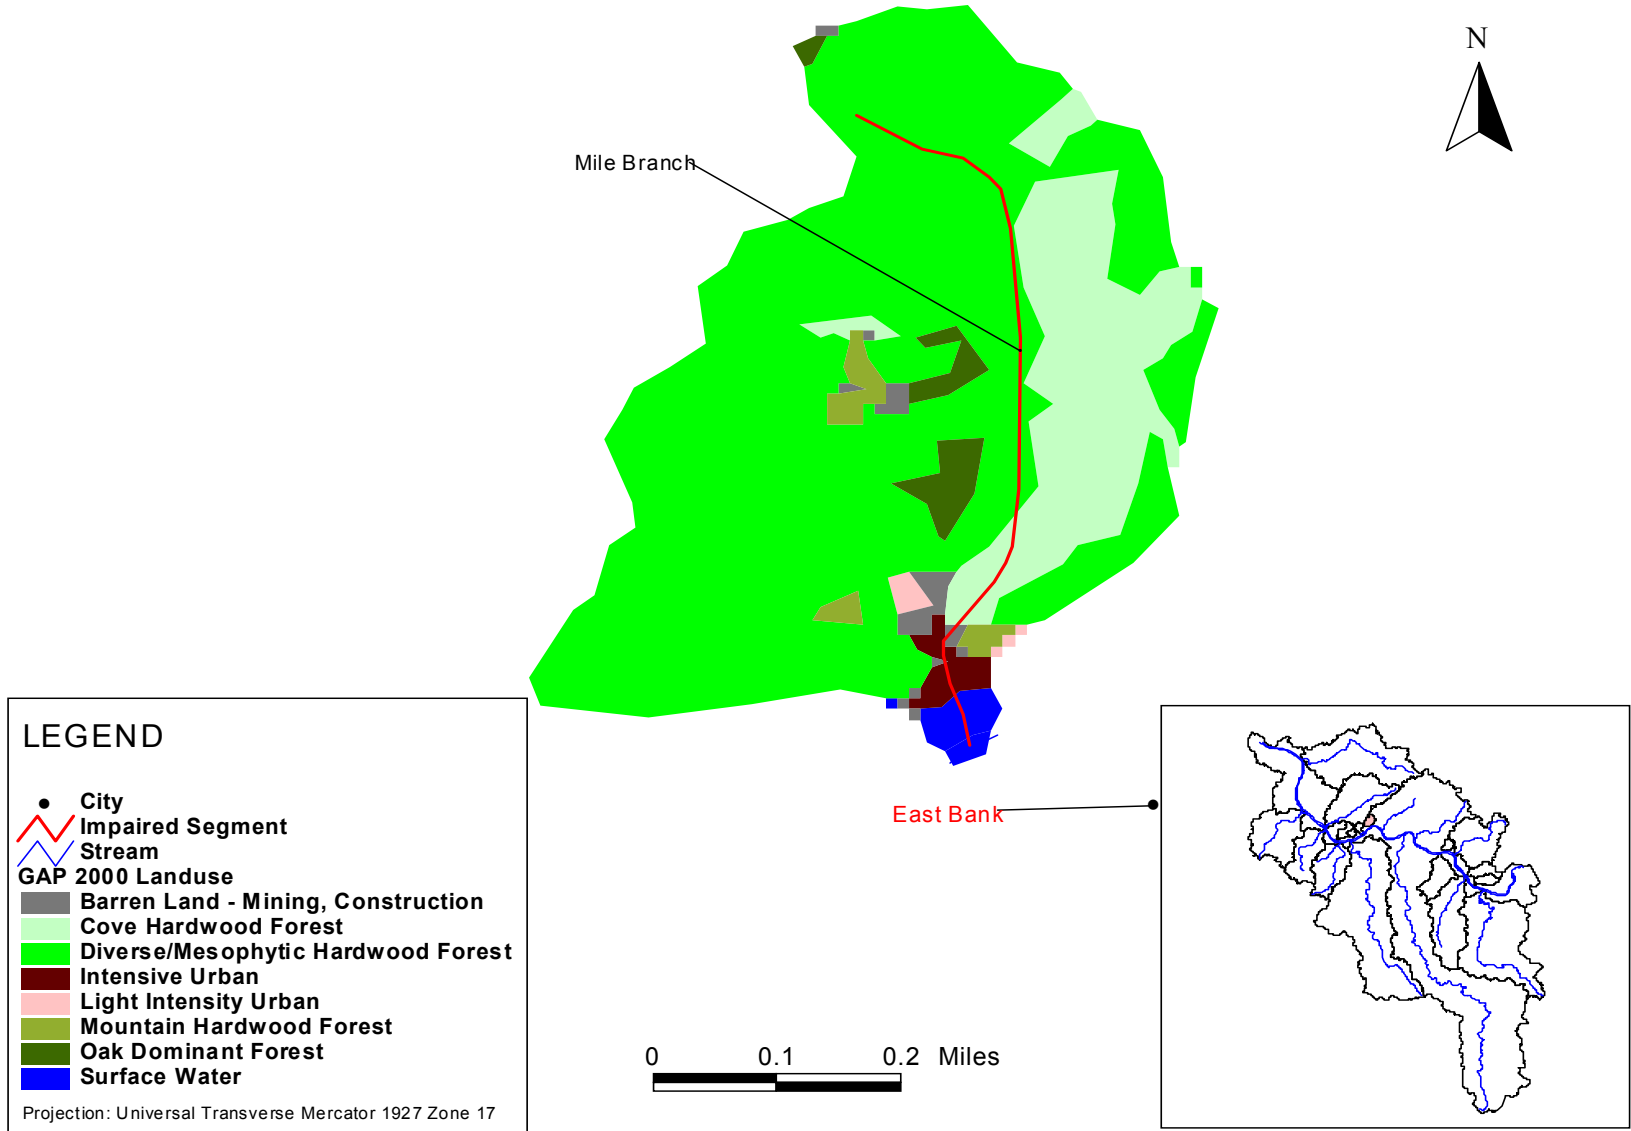 N
Mile Branch
East Bank
LEGEND
City
Impaired Segment
Stream
GAP 2000 Landuse
Barren Land - Mining, Construction
Cove Hardwood Forest
Diverse/Mesophytic Hardwood Forest
Intensive Urban
Light Intensity Urban
Mountain Hardwood Forest
Oak Dominant Forest
Surface Water
Projection: Universal Transverse Mercator 1927 Zone 17
0 0.1 0.2 Miles